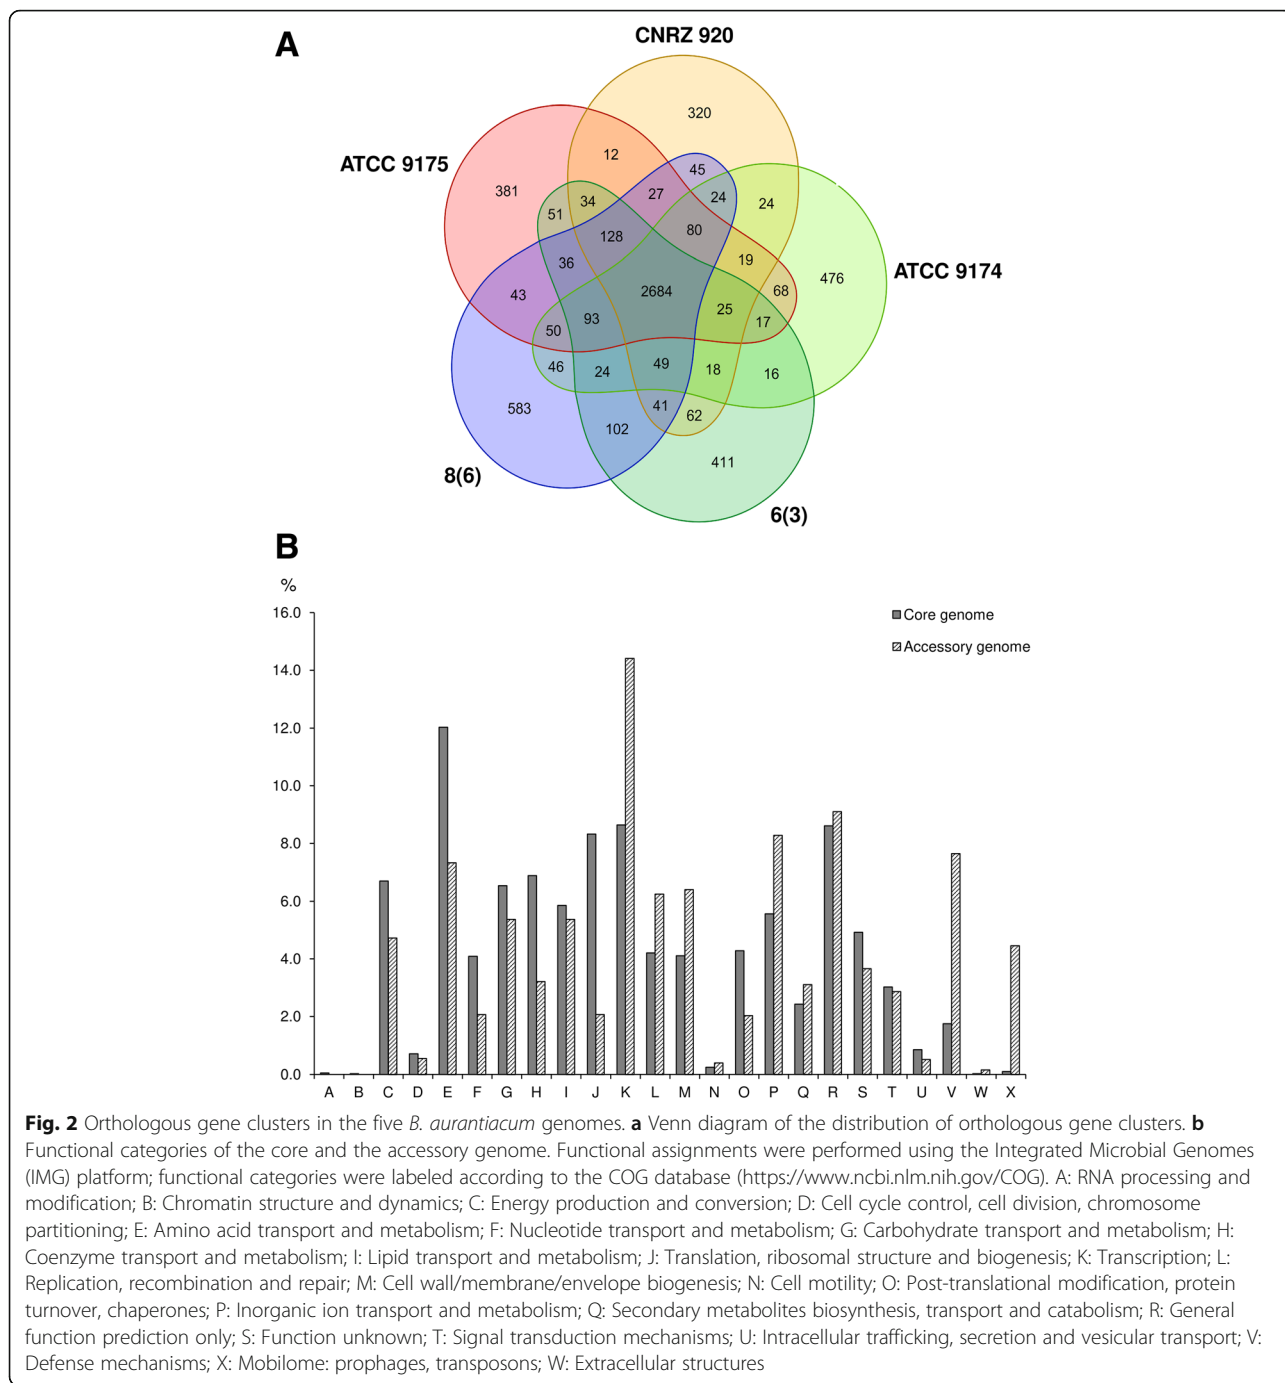 A
CNRZ 920
320
ATCC 9175
12
45
381
27
24
24
34
51
80
128
19
ATCC 9174
36
476
68
2684
43
25
93
17
50
49
46
24
18
16
41
583
62
102
411
8(6)
6(3)
B
%
16.0
Core genome
Accessory genome
14.0
12.0
10.0
8.0
6.0
4.0
2.0
0.0
A B C D E F G H I J K L M N O P Q R S T U V W X
Fig. 2 Orthologous gene clusters in the five B. aurantiacum genomes. a Venn diagram of the distribution of orthologous gene clusters. b
Functional categories of the core and the accessory genome. Functional assignments were performed using the Integrated Microbial Genomes
(IMG) platform; functional categories were labeled according to the COG database (https://www.ncbi.nlm.nih.gov/COG). A: RNA processing and
modification; B: Chromatin structure and dynamics; C: Energy production and conversion; D: Cell cycle control, cell division, chromosome
partitioning; E: Amino acid transport and metabolism; F: Nucleotide transport and metabolism; G: Carbohydrate transport and metabolism; H:
Coenzyme transport and metabolism; I: Lipid transport and metabolism; J: Translation, ribosomal structure and biogenesis; K: Transcription; L:
Replication, recombination and repair; M: Cell wall/membrane/envelope biogenesis; N: Cell motility; O: Post-translational modification, protein
turnover, chaperones; P: Inorganic ion transport and metabolism; Q: Secondary metabolites biosynthesis, transport and catabolism; R: General
function prediction only; S: Function unknown; T: Signal transduction mechanisms; U: Intracellular trafficking, secretion and vesicular transport; V:
Defense mechanisms; X: Mobilome: prophages, transposons; W: Extracellular structures